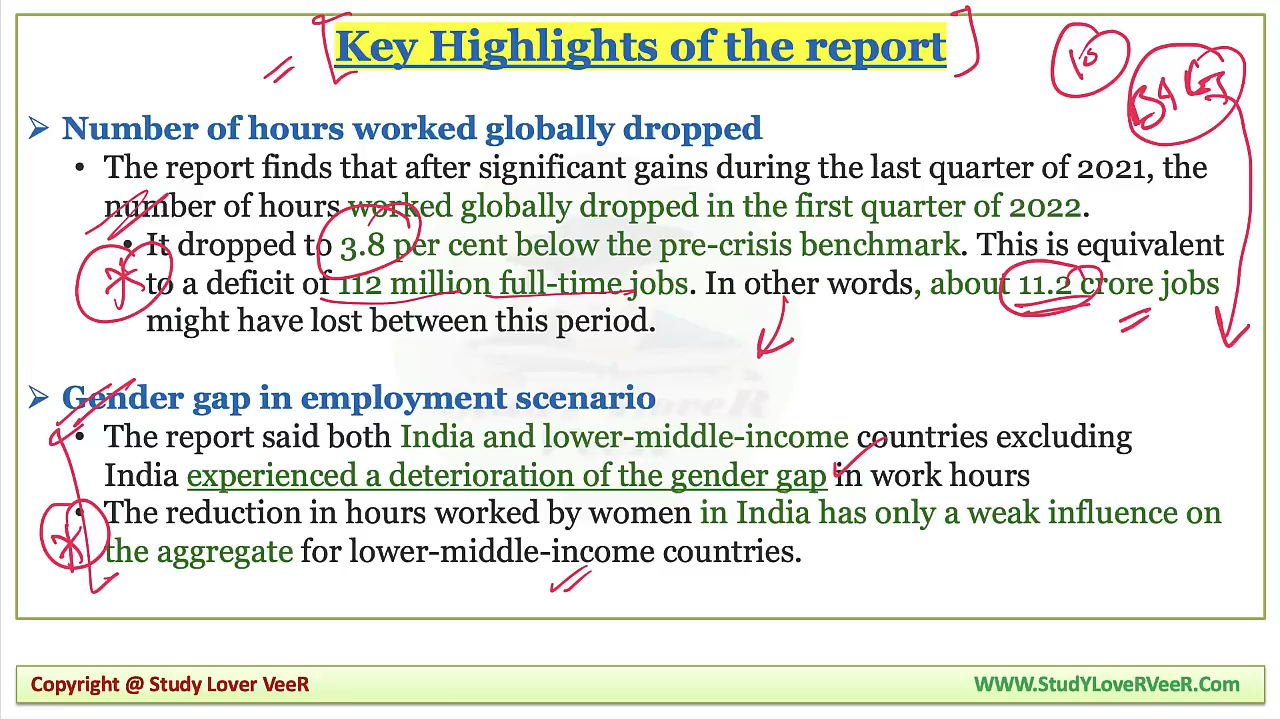 Key Highlights of the report
➢ Number of hours worked globally dropped
• The report finds that after significant gains during the last quarter of 2021, the
number of hours worked globally dropped in the first quarter of 2022.
• It dropped to 3.8 per cent below the pre-crisis benchmark. This is equivalent
to a deficit of 112 million full-time jobs. In other words, about 11.2 crore jobs
might have lost between this period.
➢ Gender gap in employment scenario
• The report said both India and lower-middle-income countries excluding
India experienced a deterioration of the gender gap in work hours
• The reduction in hours worked by women in India has only a weak influence on
the aggregate for lower-middle-income countries.
Copyright @ Study Lover VeeR
WWW.StudYLoveRVeeR.Com